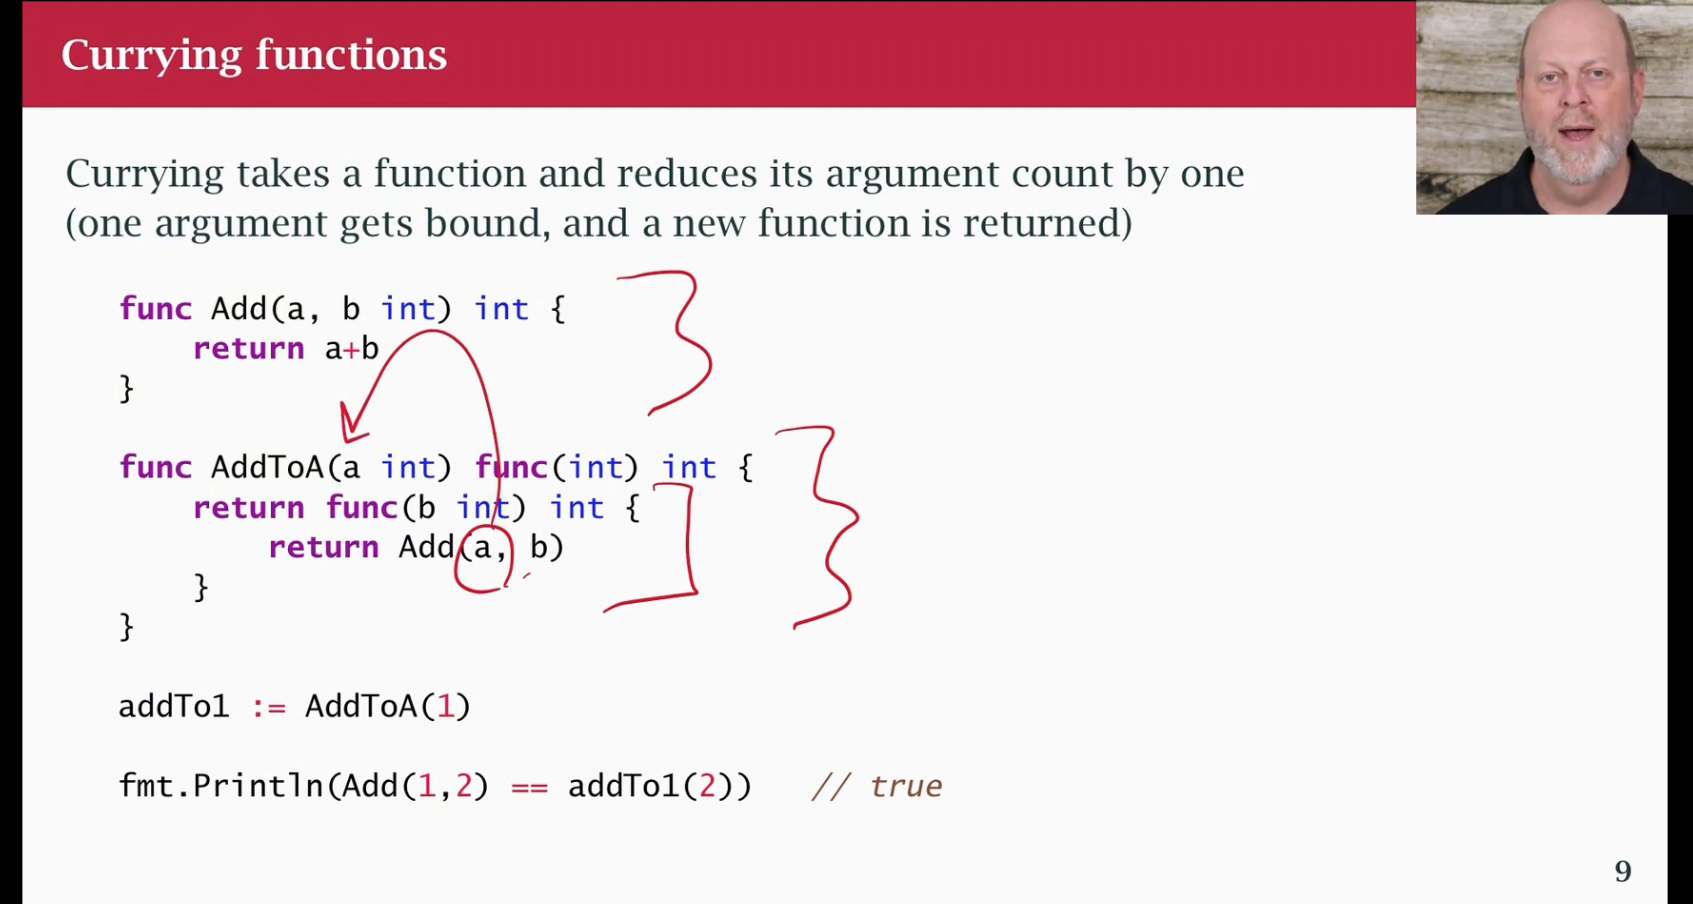 Currying functions
Currying takes a function and reduces its argument count by one
(one argument gets bound, and a new function is returned)
func Add(a, b int) int {
    return a+b
}
func AddToA(a int) func(int) int {
    return func(b int) int {
        return Add(a, b)
    }
}
addTo1 := AddToA(1)
fmt.Println(Add(1,2) == addTo1(2))   // true
9